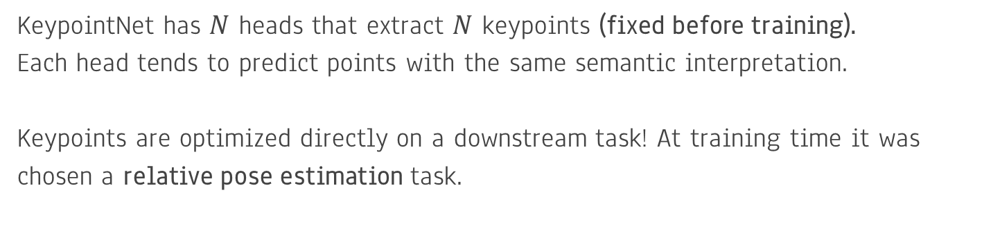 KeypointNet has N heads that extract N keypoints (fixed before training).
Each head tends to predict points with the same semantic interpretation.
Keypoints are optimized directly on a downstream task! At training time it was
chosen a relative pose estimation task.